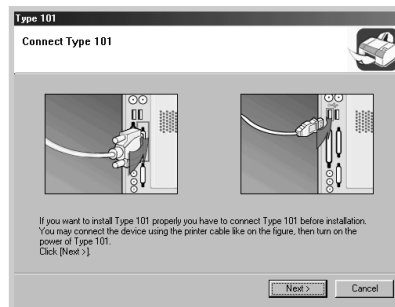 Type 101
Connect Type 101
If you want to install Type 101 properly you have to connect Type 101 before installation.
You may connect the device using the printer cable like on the figure, then turn on the
power of Type 101.
Click [Next >].
Next >
Cancel